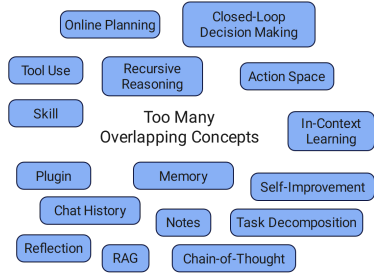 Online Planning
Closed-Loop
Decision Making
Tool Use
Recursive
Reasoning
Action Space
Skill
Too Many
Overlapping Concepts
In-Context
Learning
Plugin
Memory
Self-Improvement
Chat History
Notes
Task Decomposition
Reflection
RAG
Chain-of-Thought